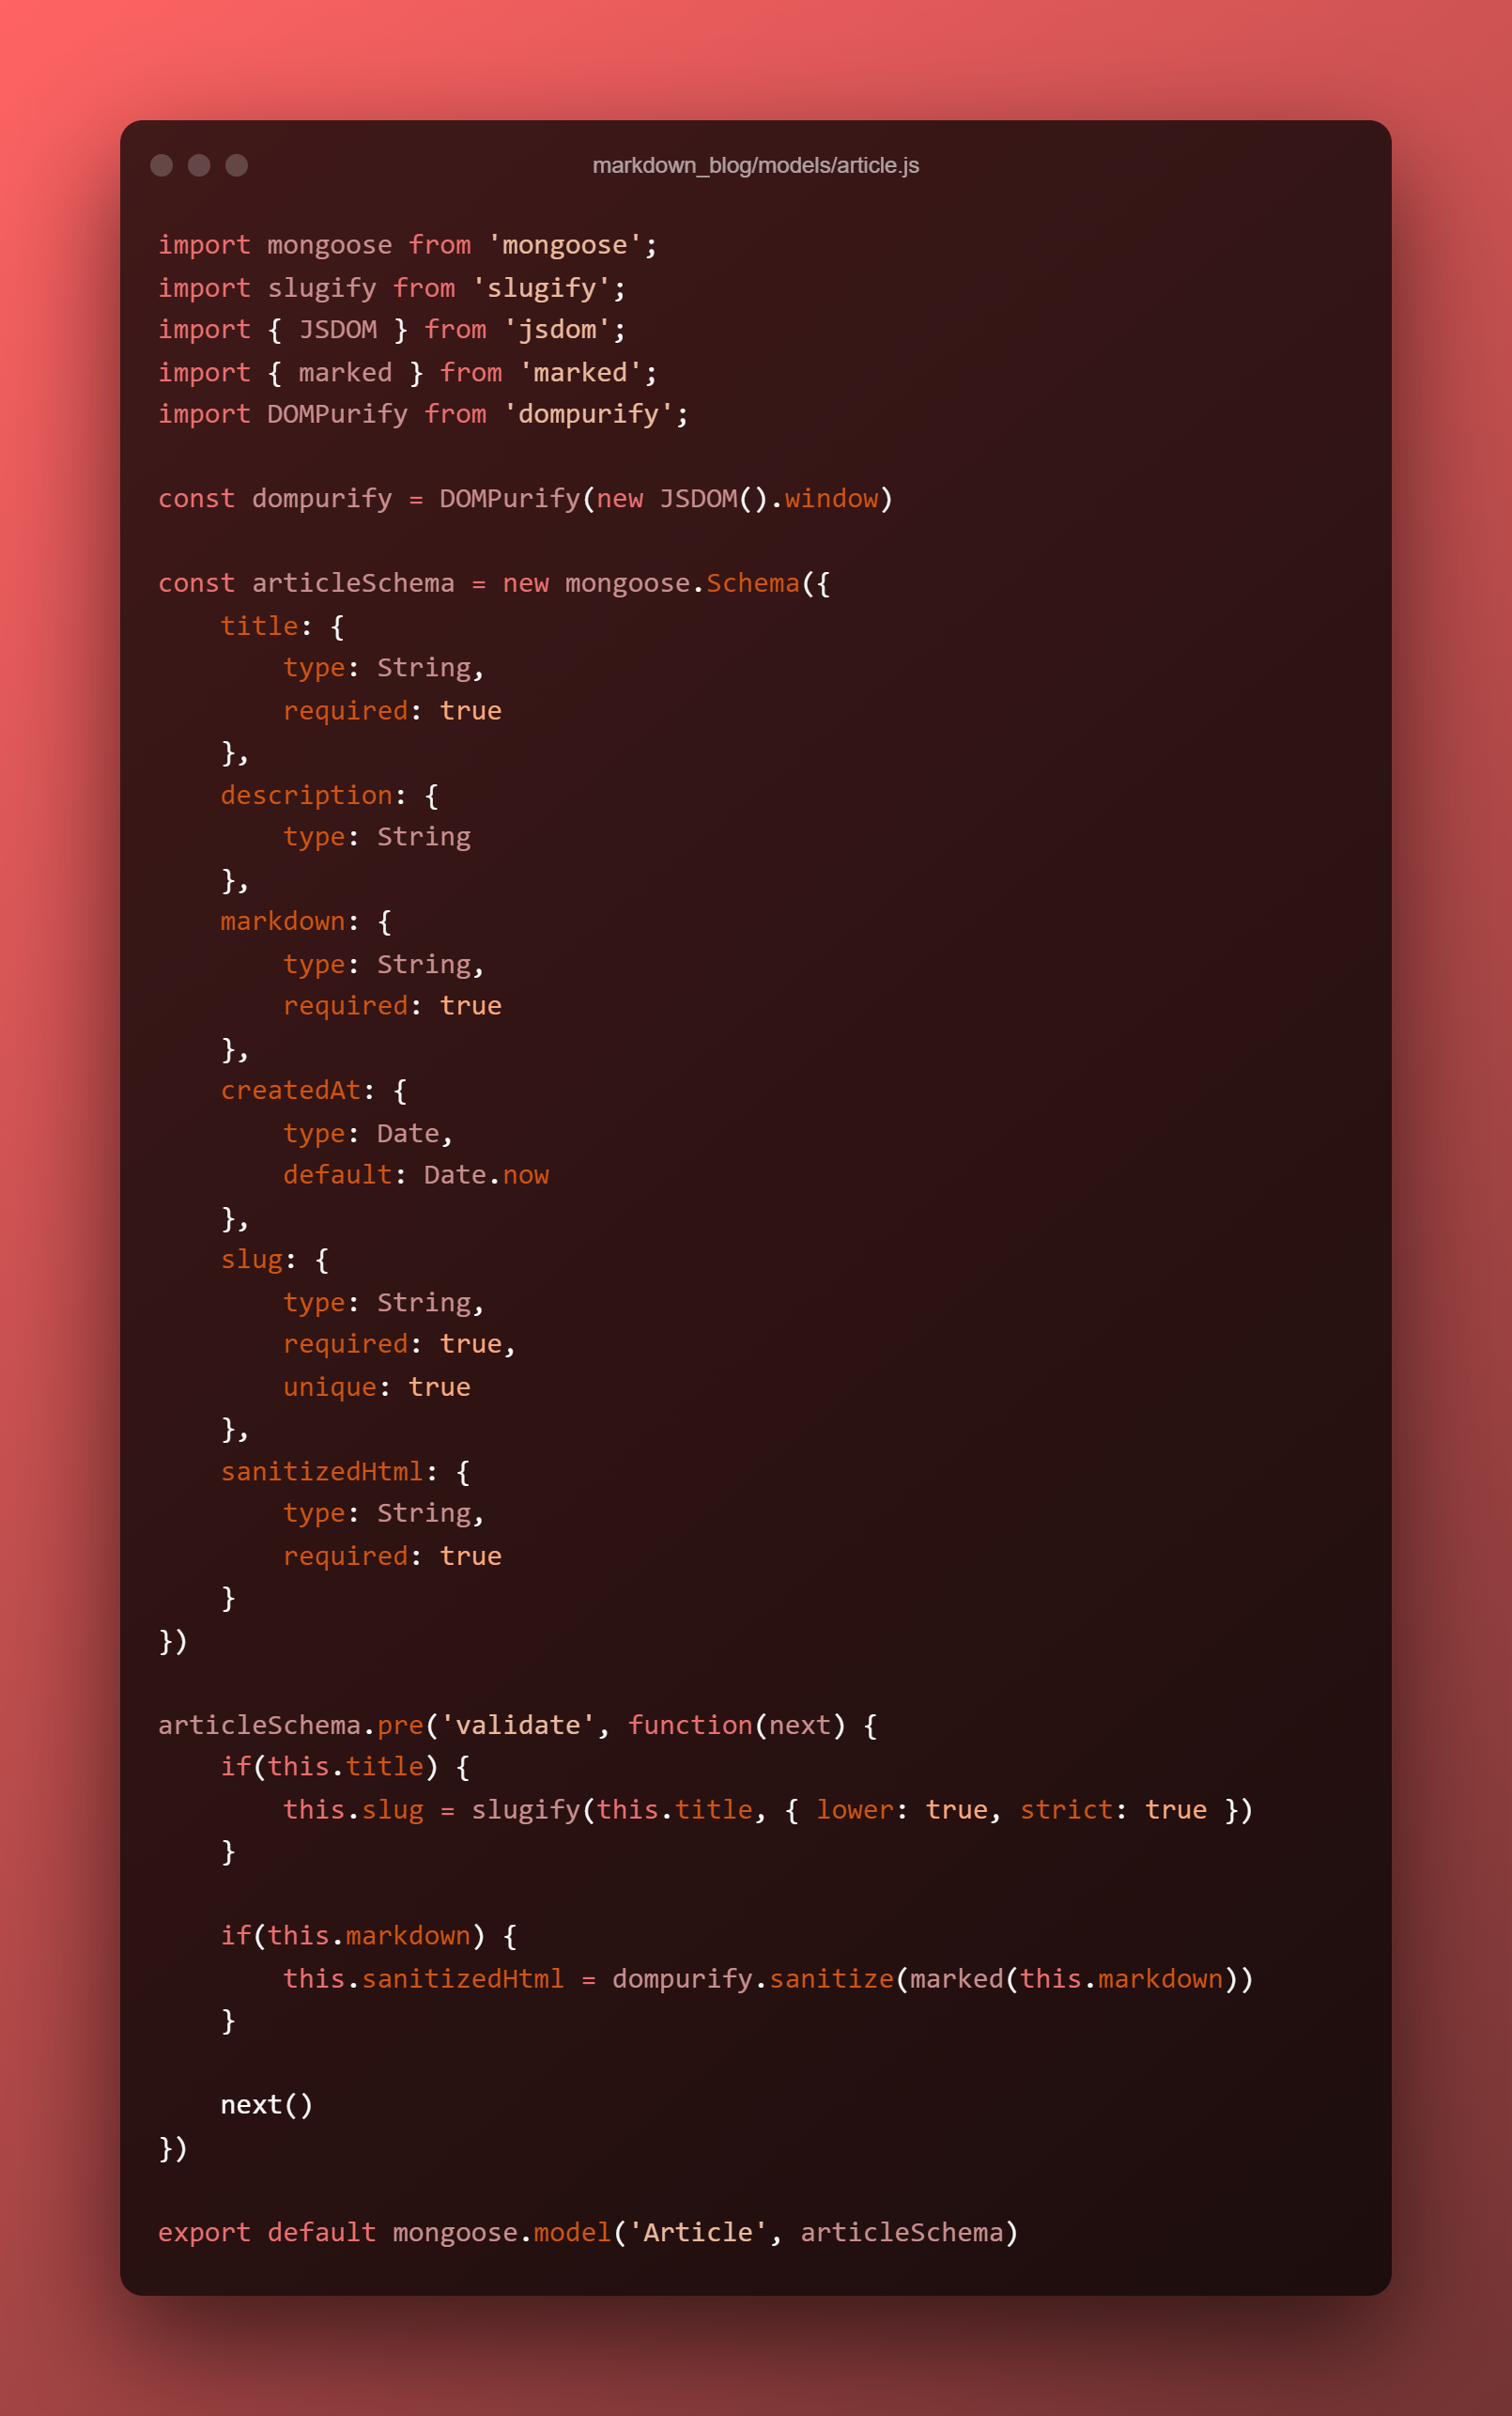 markdown_blog/models/article.js
import mongoose from 'mongoose';
import slugify from 'slugify';
import { JSDOM } from 'jsdom';
import { marked } from 'marked';
import DOMPurify from 'dompurify';

const dompurify = DOMPurify(new JSDOM().window)

const articleSchema = new mongoose.Schema({
    title: {
        type: String,
        required: true
    },
    description: {
        type: String
    },
    markdown: {
        type: String,
        required: true
    },
    createdAt: {
        type: Date,
        default: Date.now
    },
    slug: {
        type: String,
        required: true,
        unique: true
    },
    sanitizedHtml: {
        type: String,
        required: true
    }
})

articleSchema.pre('validate', function(next) {
    if(this.title) {
        this.slug = slugify(this.title, { lower: true, strict: true })
    }

    if(this.markdown) {
        this.sanitizedHtml = dompurify.sanitize(marked(this.markdown))
    }

    next()
})

export default mongoose.model('Article', articleSchema)